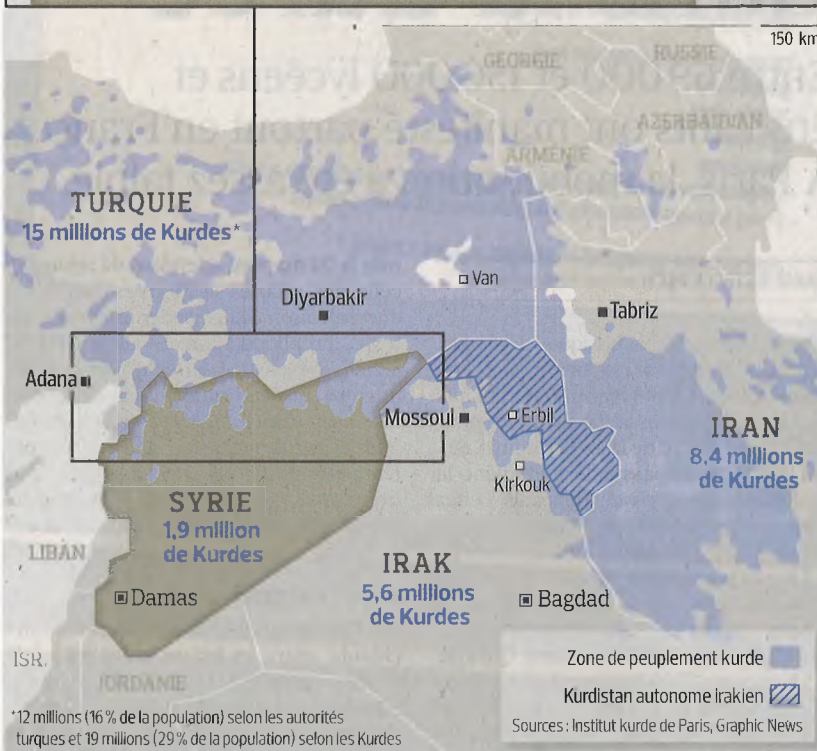 150 km
GEORGIE
RUSSIE
AZERBAÏDJAN
ARMÉNIE
TURQUIE
15 millions de Kurdes*
Van
Diyarbakir
Tabriz
Adana
Mossoul
Erbil
Kirkouk
IRAN
8,4 millions
de Kurdes
SYRIE
1,9 million
de Kurdes
LIBAN
IRAK
5,6 millions
de Kurdes
Damas
Bagdad
ISR.
JORDANIE
Zone de peuplement kurde
Kurdistan autonome irakien
Sources : Institut kurde de Paris, Graphic News
*12 millions (16 % de la population) selon les autorités
turques et 19 millions (29 % de la population) selon les Kurdes